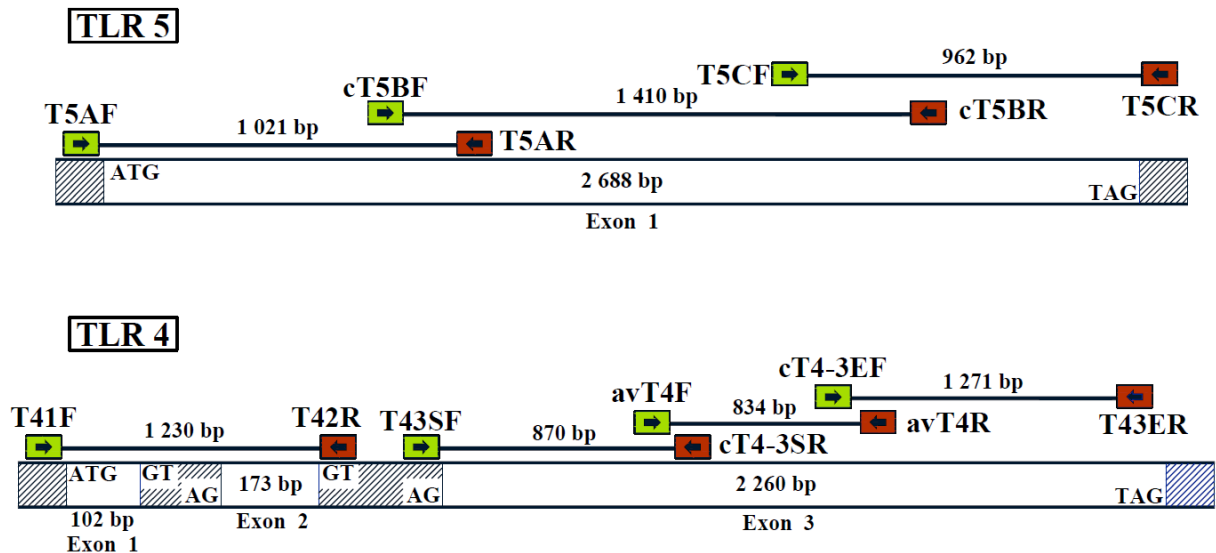 TLR 5
T5CF
962 bp
T5CR
cT5BF
1 410 bp
cT5BR
T5AF
1 021 bp
T5AR
ATG
2 688 bp
TAG
Exon 1
TLR 4
cT4-3EF
1 271 bp
T43ER
avT4F
834 bp
avT4R
T41F
1 230 bp
T42R
T43SF
870 bp
cT4-3SR
ATG
GT
AG
173 bp
GT
AG
2 260 bp
TAG
102 bp
Exon 1
Exon 2
Exon 3